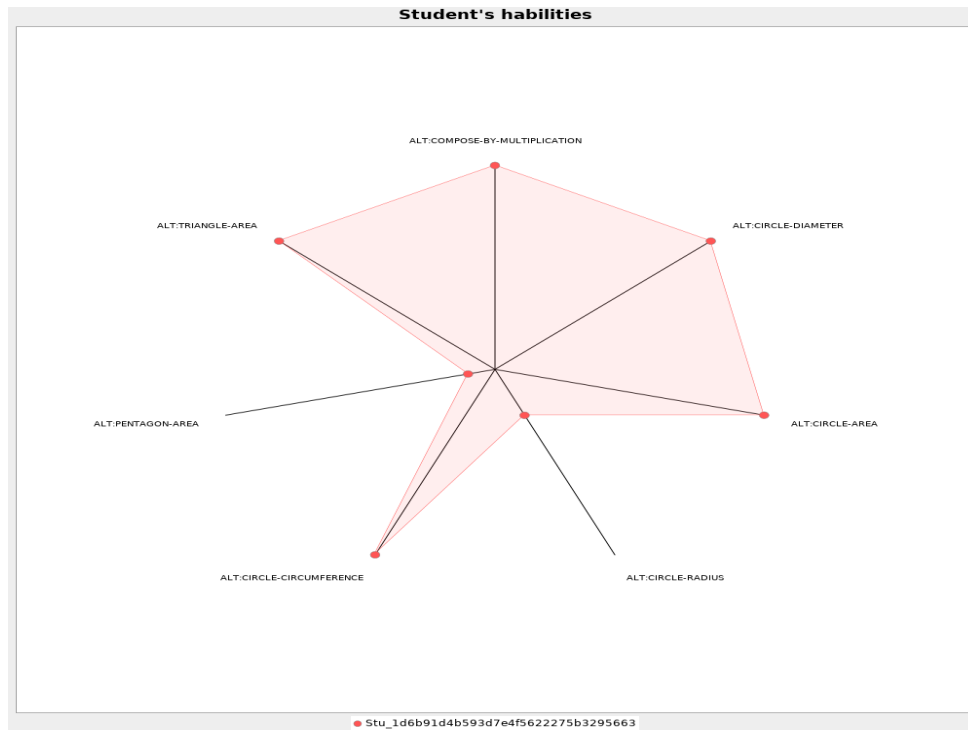 Student's habilities
ALT:COMPOSE-BY-MULTIPLICATION
ALT:TRIANGLE-AREA
ALT:CIRCLE-DIAMETER
ALT:PENTAGON-AREA
ALT:CIRCLE-AREA
ALT:CIRCLE-CIRCUMFERENCE
ALT:CIRCLE-RADIUS
Stu_1d6b91d4b593d7e4f5622275b3295663